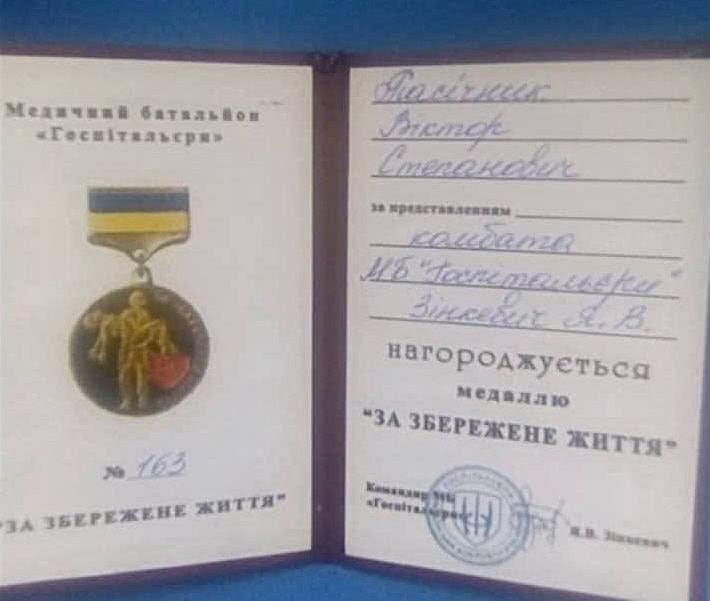 Медичний батальйон
«Госпітальєри»
№ 163
"ЗА ЗБЕРЕЖЕНЕ ЖИТТЯ"
Пасічник
Віктор
Степанович
за представленням
комбата
МБ "Госпітальєри"
Зінкевич Я. В.
нагороджується
медаллю
"ЗА ЗБЕРЕЖЕНЕ ЖИТТЯ"
Командир МБ
«Госпітальєри»
Я.В. Зінкевич